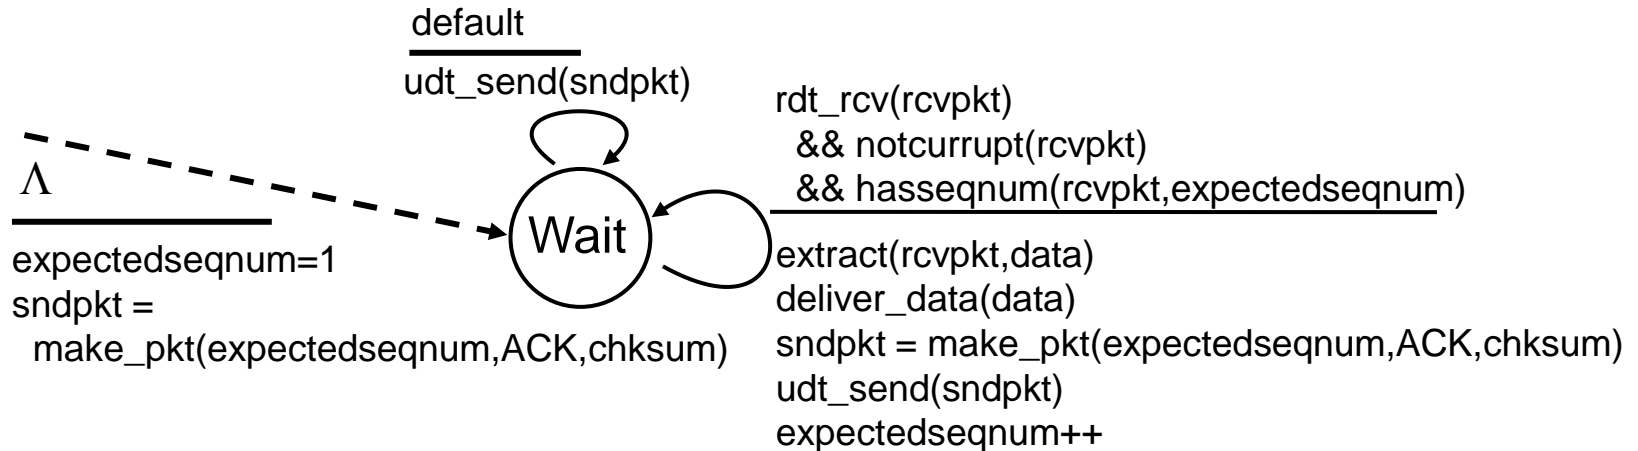 default
udt_send(sndpkt)
Λ
expectedseqnum=1
sndpkt =
make_pkt(expectedseqnum,ACK,chksum)
Wait
rdt_rcv(rcvpkt)
&& notcurrupt(rcvpkt)
&& hasseqnum(rcvpkt,expectedseqnum)
extract(rcvpkt,data)
deliver_data(data)
sndpkt = make_pkt(expectedseqnum,ACK,chksum)
udt_send(sndpkt)
expectedseqnum++